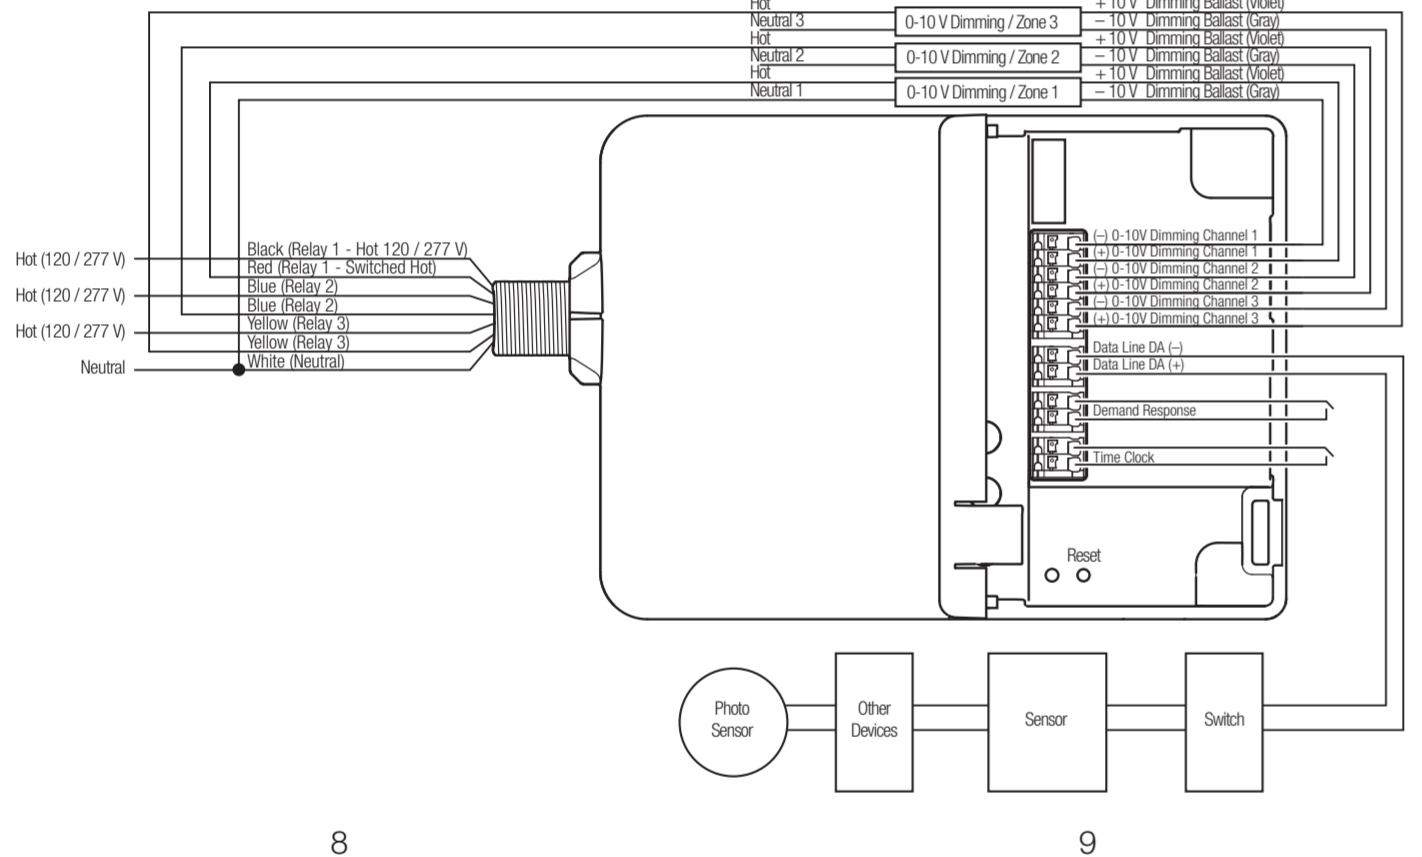 Hot
Neutral 3
Hot
Neutral 2
Hot
Neutral 1
0-10 V Dimming / Zone 3
0-10 V Dimming / Zone 2
0-10 V Dimming / Zone 1
+ 10 V Dimming Ballast (Violet)
– 10 V Dimming Ballast (Gray)
+ 10 V Dimming Ballast (Violet)
– 10 V Dimming Ballast (Gray)
+ 10 V Dimming Ballast (Violet)
– 10 V Dimming Ballast (Gray)
Hot (120 / 277 V)
Hot (120 / 277 V)
Hot (120 / 277 V)
Neutral
Black (Relay 1 - Hot 120 / 277 V)
Red (Relay 1 - Switched Hot)
Blue (Relay 2)
Blue (Relay 2)
Yellow (Relay 3)
Yellow (Relay 3)
White (Neutral)
(–) 0-10V Dimming Channel 1
(+) 0-10V Dimming Channel 1
(–) 0-10V Dimming Channel 2
(+) 0-10V Dimming Channel 2
(–) 0-10V Dimming Channel 3
(+) 0-10V Dimming Channel 3
Data Line DA (–)
Data Line DA (+)
Demand Response
Time Clock
Reset
Photo
Sensor
Other
Devices
Sensor
Switch
8
9